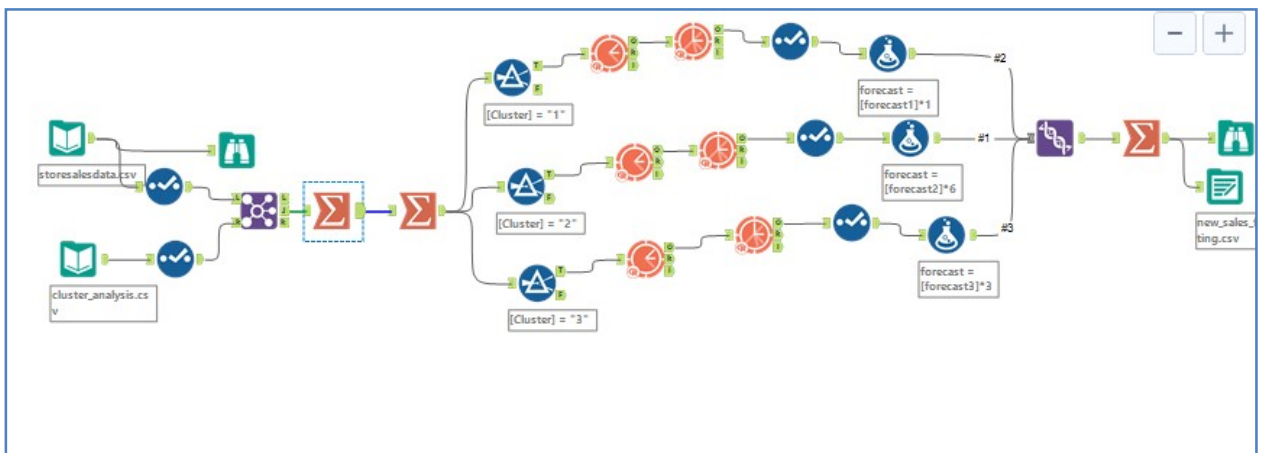 − +
#2
[Cluster] = "1"
forecast =
[forecast1]*1
storesalesdata.csv
#1
forecast =
[forecast2]*6
[Cluster] = "2"
#3
new_sales_
ting.csv
cluster_analysis.cs
v
forecast =
[forecast3]*3
[Cluster] = "3"